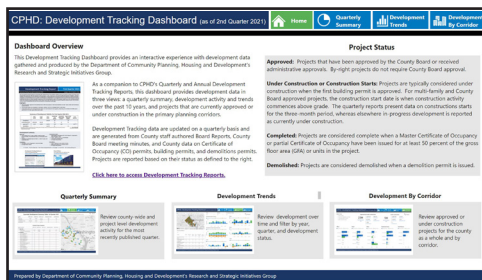 CPHD: Development Tracking Dashboard (as of 2nd Quarter 2021)
Home
Quarterly
Summary
Development
Trends
Development
By Corridor
Dashboard Overview
This Development Tracking Dashboard provides an interactive experience with development data
gathered and produced by the Department of Community Planning, Housing and Development's
Research and Strategic Initiatives Group.
As a companion to CPHD's Quarterly and Annual Development
Tracking Reports, this dashboard provides development data in
three views: a quarterly summary, development activity and trends
over the past 10 years, and projects that are currently approved or
under construction in the primary planning corridors.
Development Tracking data are updated on a quarterly basis and
are generated from County staff authored Board Reports, County
Board meeting minutes, and County data on Certificate of
Occupancy (CO) permits, building permits, and demolitions permits.
Projects are reported based on their status as defined to the right.
Click here to access Development Tracking Reports.
Project Status
Approved: Projects that have been approved by the County Board or received
administrative approvals. By-right projects do not require County Board approval.
Under Construction or Construction Starts: Projects are typically considered under
construction when the first building permit is approved. For multi-family and County
Board approved projects, the construction start date is when construction activity
commences above grade. The quarterly reports present data on constructions starts
for the three-month period, whereas elsewhere in-progress development is reported
as currently under construction.
Completed: Projects are considered complete when a Master Certificate of Occupancy
or partial Certificate of Occupancy have been issued for at least 50 percent of the gross
floor area (GFA) or units in the project.
Demolished: Projects are considered demolished when a demolition permit is issued.
Quarterly Summary
Review county-wide and
project level development
activity for the most
recently published quarter.
Development Trends
Review development over
time and filter by year,
quarter, and development
status.
Development By Corridor
Review approved or
under construction
projects for the county
as a whole and by
corridor.
Prepared by Department of Community Planning, Housing and Development's Research and Strategic Initiatives Group